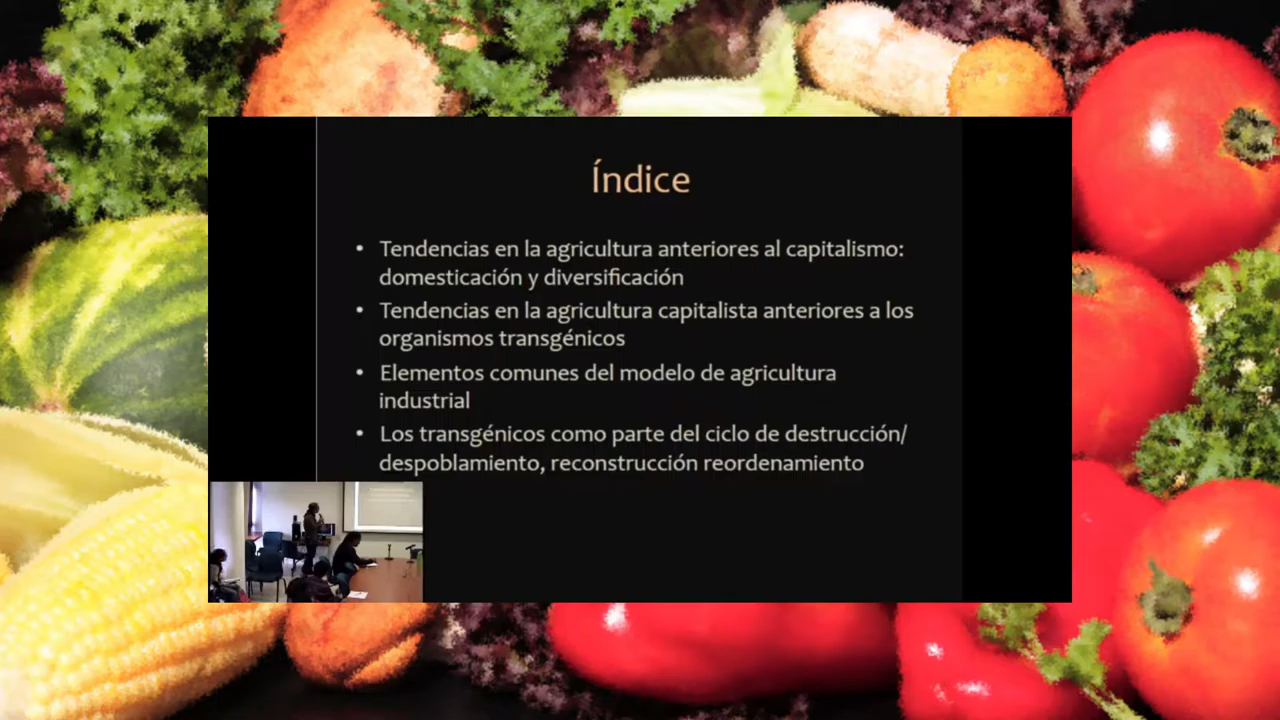 Índice
• Tendencias en la agricultura anteriores al capitalismo:
domesticación y diversificación
• Tendencias en la agricultura capitalista anteriores a los
organismos transgénicos
• Elementos comunes del modelo de agricultura
industrial
• Los transgénicos como parte del ciclo de destrucción/
despoblamiento, reconstrucción reordenamiento